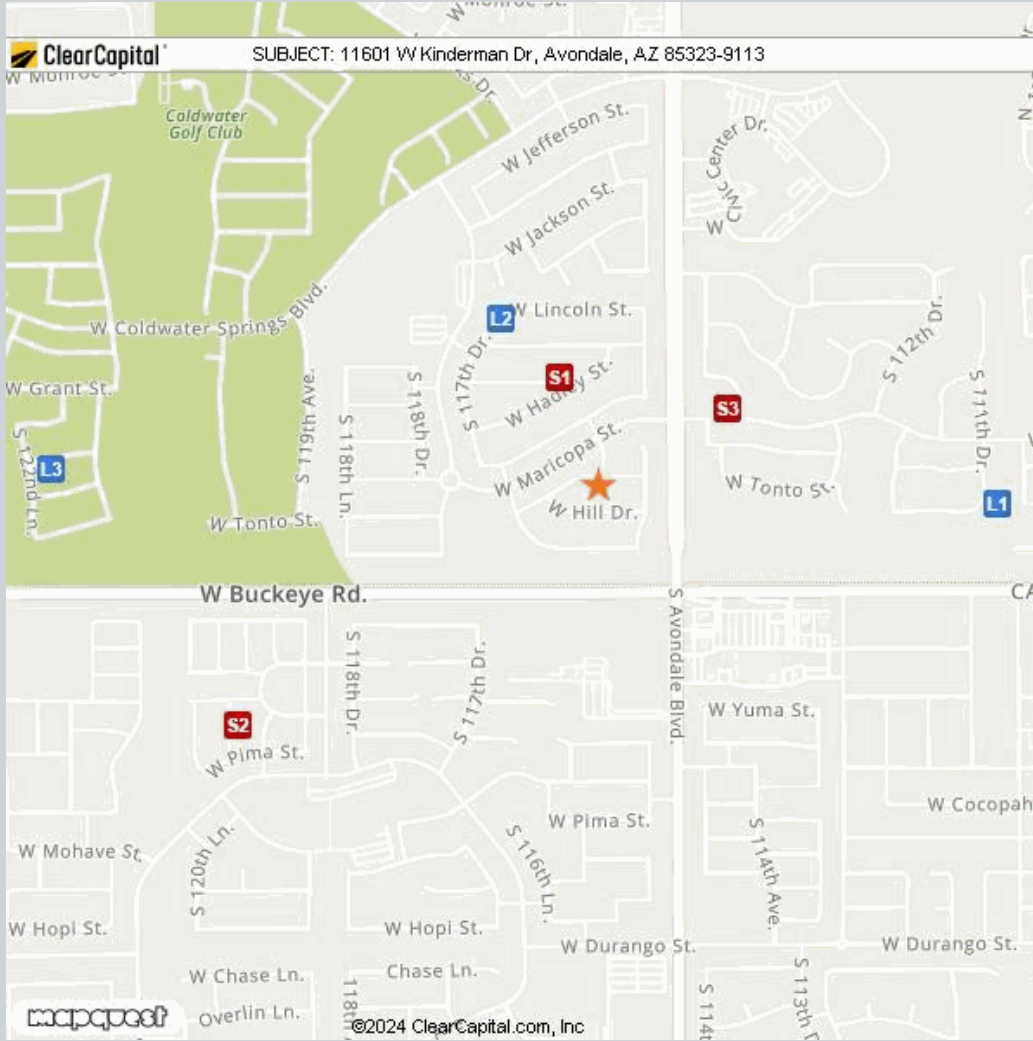 W Monroe St.
ClearCapital
SUBJECT: 11601 W Kinderman Dr, Avondale, AZ 85323-9113
Coldwater
Golf Club
W Jefferson St.
W Civic Center Dr.
W Jackson St.
L2
W Lincoln St.
W Coldwater Springs Blvd.
S 112th Dr.
S 117th Dr.
S1
W Hadley St.
S3
W Grant St.
S 119th Ave.
S 118th Dr.
S 118th Ln.
S 111th Dr.
W Maricopa St.
S 122nd Ln.
L3
W Tonto St.
L1
W Hill Dr.
W Tonto St.
W Buckeye Rd.
S Avondale Blvd.
S 118th Dr.
S 117th Dr.
W Yuma St.
S2
W Pima St.
W Cocopah
W Pima St.
S 114th Ave.
S 116th Ln.
W Mohave St.
S 120th Ln.
W Hopi St.
W Hopi St.
W Durango St.
W Durango St.
W Chase Ln.
Chase Ln.
S 113th D
S 114t
118th
Overlin Ln.
mapquest
©2024 ClearCapital.com, Inc